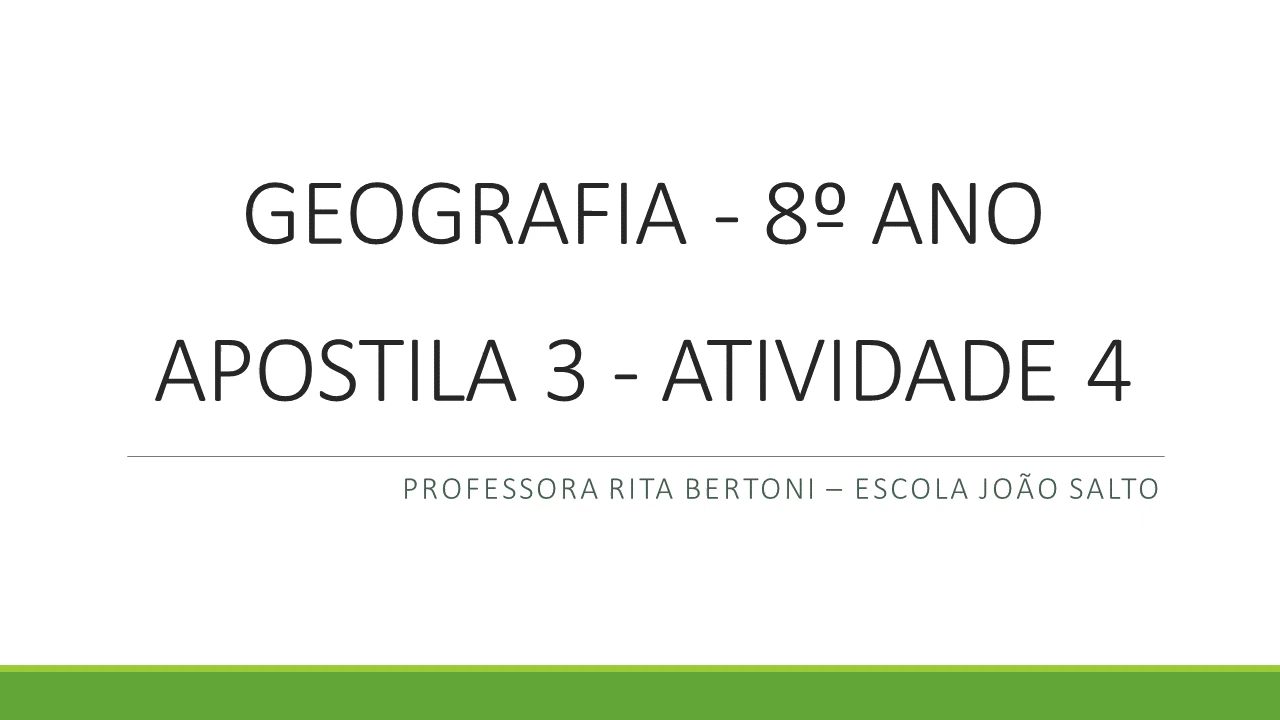 GEOGRAFIA - 8º ANO
APOSTILA 3 - ATIVIDADE 4
PROFESSORA RITA BERTONI – ESCOLA JOÃO SALTO